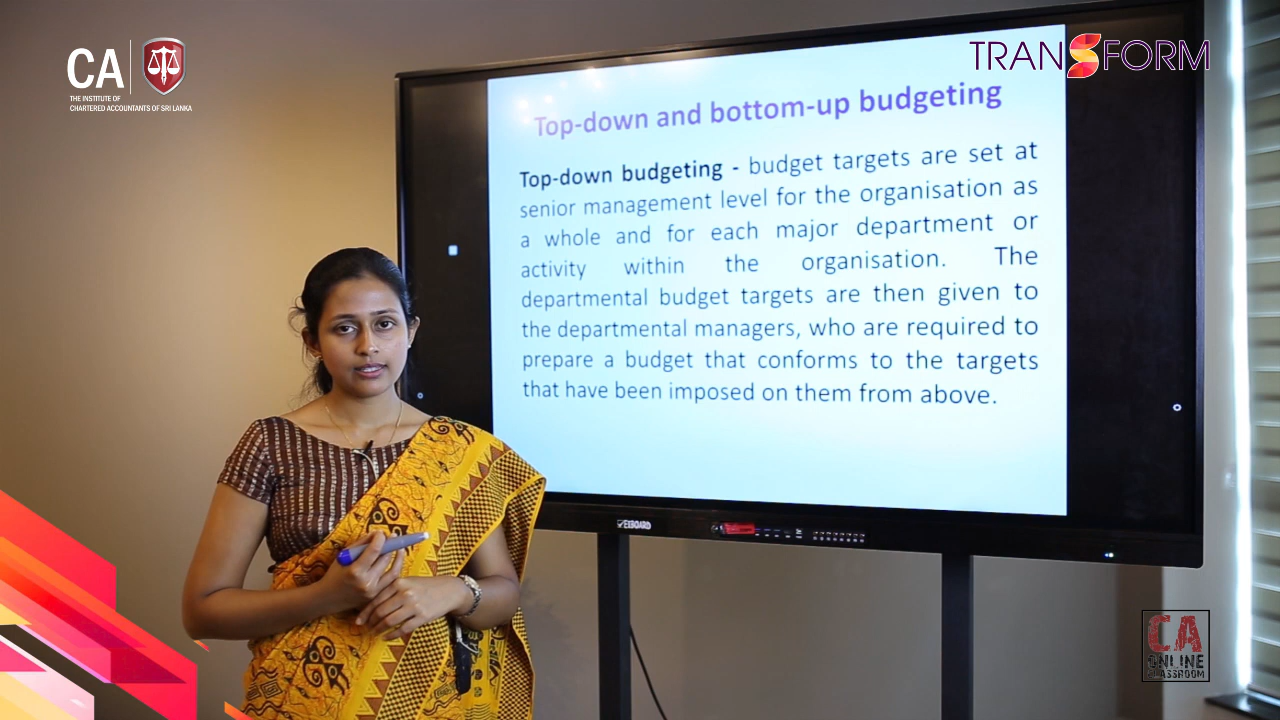 CA
THE INSTITUTE OF
CHARTERED ACCOUNTANTS OF SRI LANKA
TRANSFORM
Top-down and bottom-up budgeting
Top-down budgeting - budget targets are set at
senior management level for the organisation as
a whole and for each major department or
activity within the organisation. The
departmental budget targets are then given to
the departmental managers, who are required to
prepare a budget that conforms to the targets
that have been imposed on them from above.
EXBOARD
CA
ONLINE
CLASSROOM